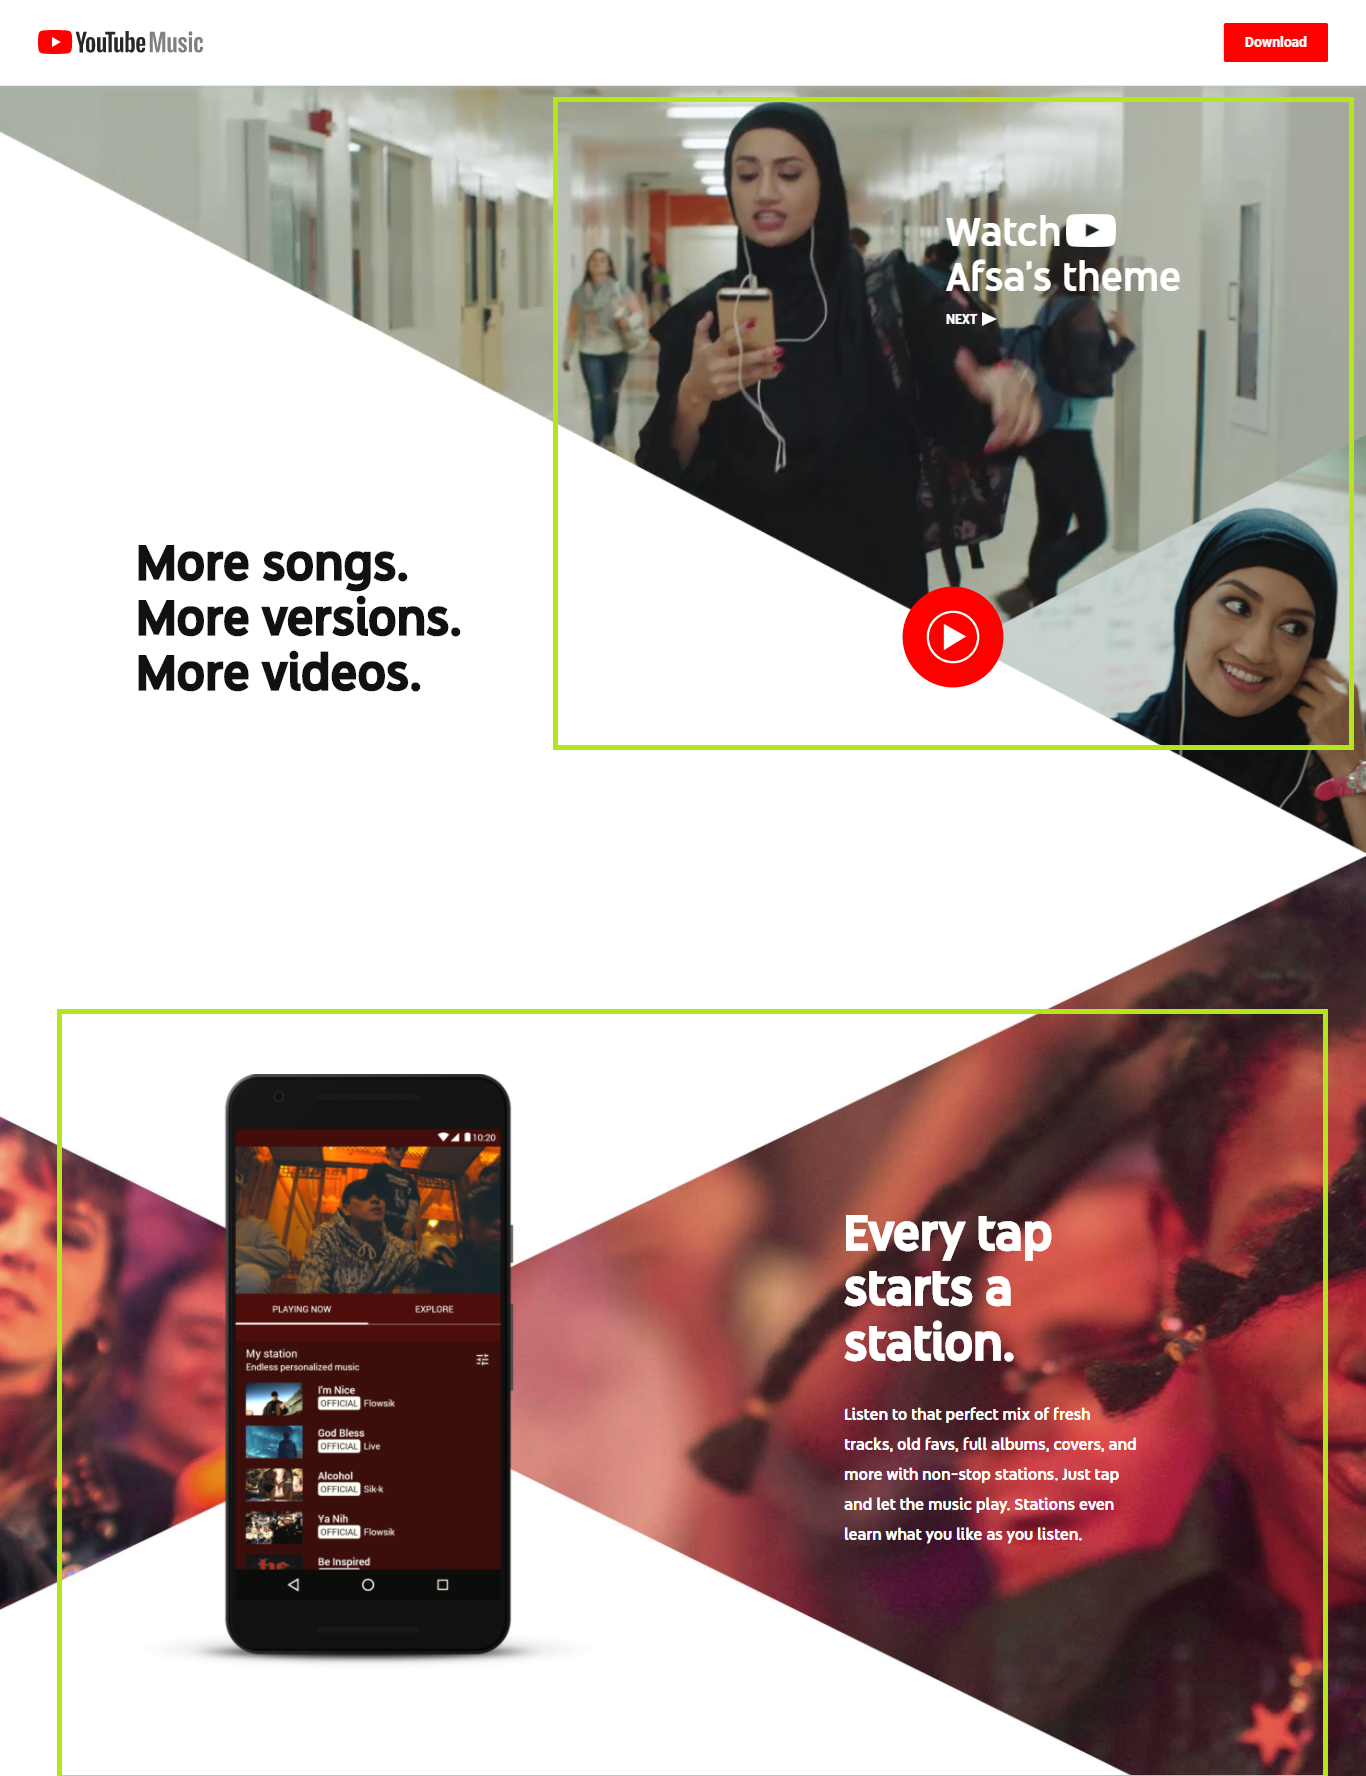 YouTube Music
Download
Watch
Afsa's theme
NEXT
More songs.
More versions.
More videos.
10:20
PLAYING NOW EXPLORE
My station
Endless personalized music
I'm Nice
OFFICIAL Flowsik
God Bless
OFFICIAL Live
Alcohol
OFFICIAL Sik-k
Ya Nih
OFFICIAL Flowsik
Be Inspired
Every tap
starts a
station.
Listen to that perfect mix of fresh
tracks, old favs, full albums, covers, and
more with non-stop stations. Just tap
and let the music play. Stations even
learn what you like as you listen.